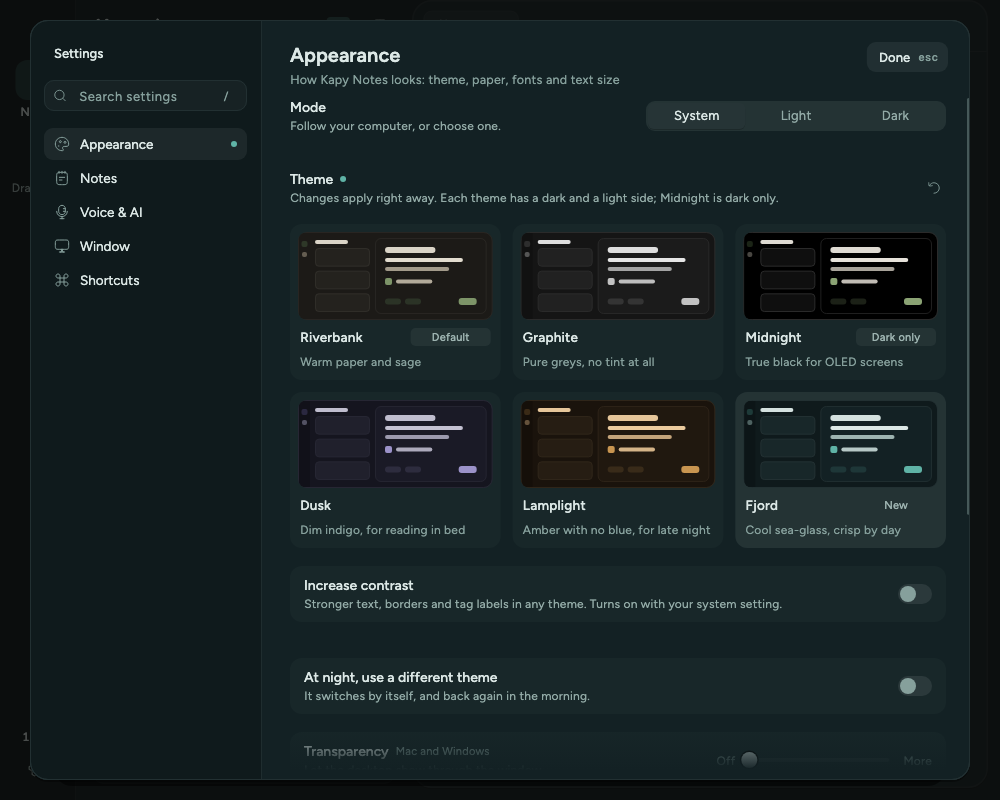 Settings
Search settings /
Appearance
Notes
Voice & AI
Window
Shortcuts
Appearance
How Kapy Notes looks: theme, paper, fonts and text size
Done esc
Mode
Follow your computer, or choose one.
System Light Dark
Theme
Changes apply right away. Each theme has a dark and a light side; Midnight is dark only.
Riverbank Default
Warm paper and sage
Graphite
Pure greys, no tint at all
Midnight Dark only
True black for OLED screens
Dusk
Dim indigo, for reading in bed
Lamplight
Amber with no blue, for late night
Fjord New
Cool sea-glass, crisp by day
Increase contrast
Stronger text, borders and tag labels in any theme. Turns on with your system setting.
At night, use a different theme
It switches by itself, and back again in the morning.
Transparency Mac and Windows
Off More